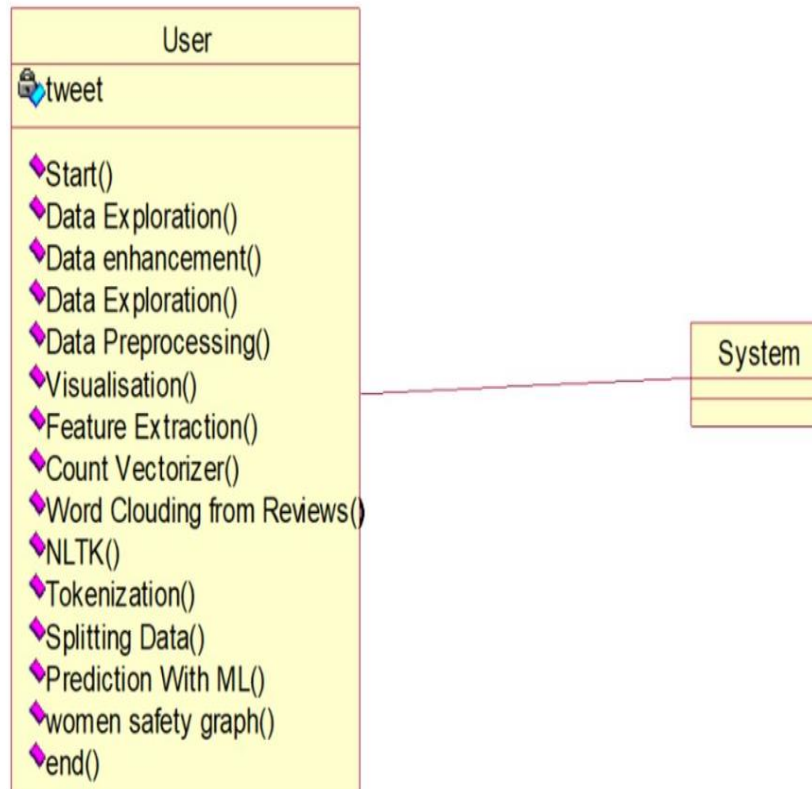 User
tweet
Start()
Data Exploration()
Data enhancement()
Data Exploration()
Data Preprocessing()
Visualisation()
Feature Extraction()
Count Vectorizer()
Word Clouding from Reviews()
NLTK()
Tokenization()
Splitting Data()
Prediction With ML()
women safety graph()
end()
System